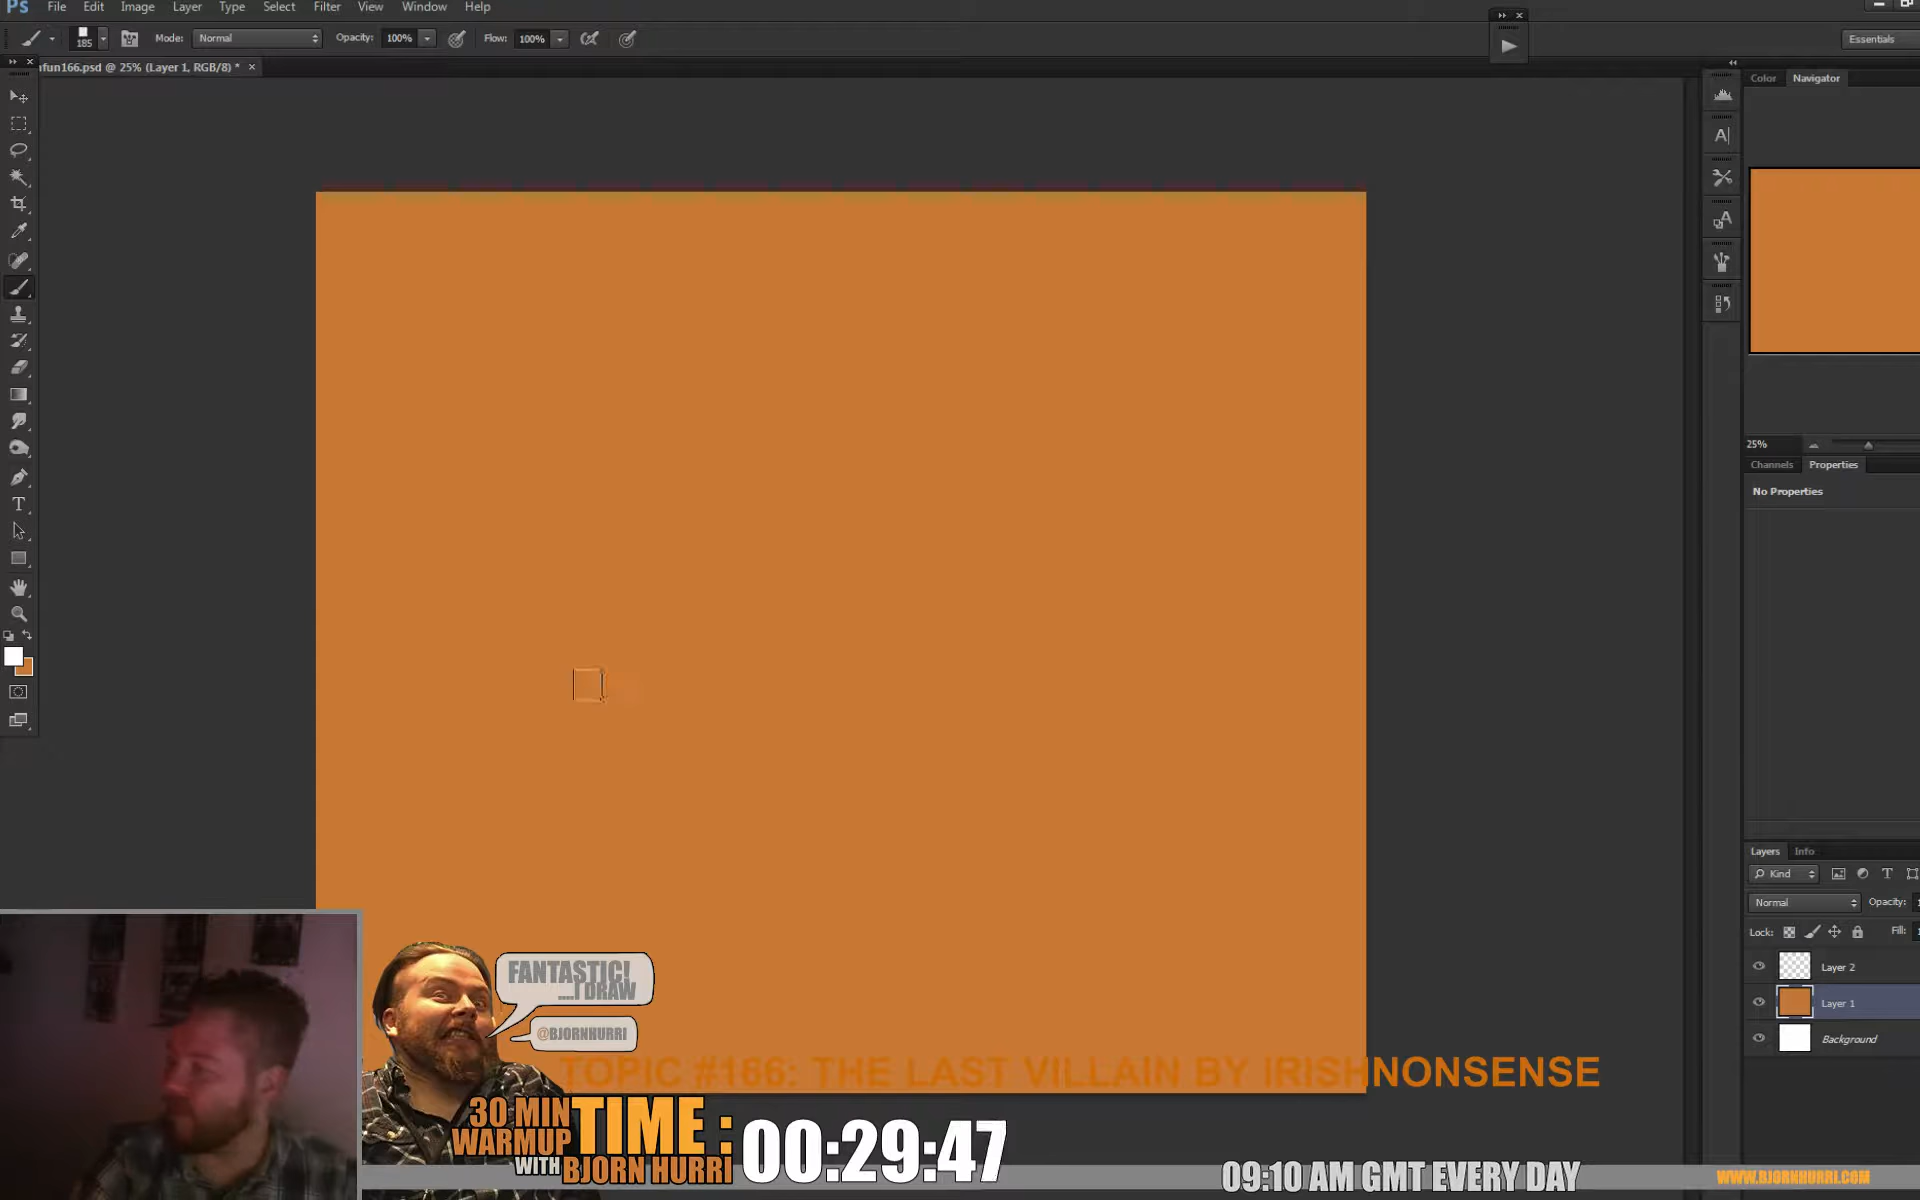 Ps File Edit Image Layer Type Select Filter View Window Help
185 Mode: Normal Opacity: 100% Flow: 100% Essentials
fun166.psd @ 25% (Layer 1, RGB/8) * ×
Color Navigator
25%
Channels Properties
No Properties
Layers Info
Kind
Normal Opacity:
Lock: Fill:
Layer 2
Layer 1
Background
FANTASTIC!
....I DRAW
@BJORNHURRI
TOPIC #166: THE LAST VILLAIN BY IRISHNONSENSE
30 MIN
WARMUP
WITH BJORN HURRI
TIME : 00:29:47
09:10 AM GMT EVERY DAY
WWW.BJORNHURRI.COM